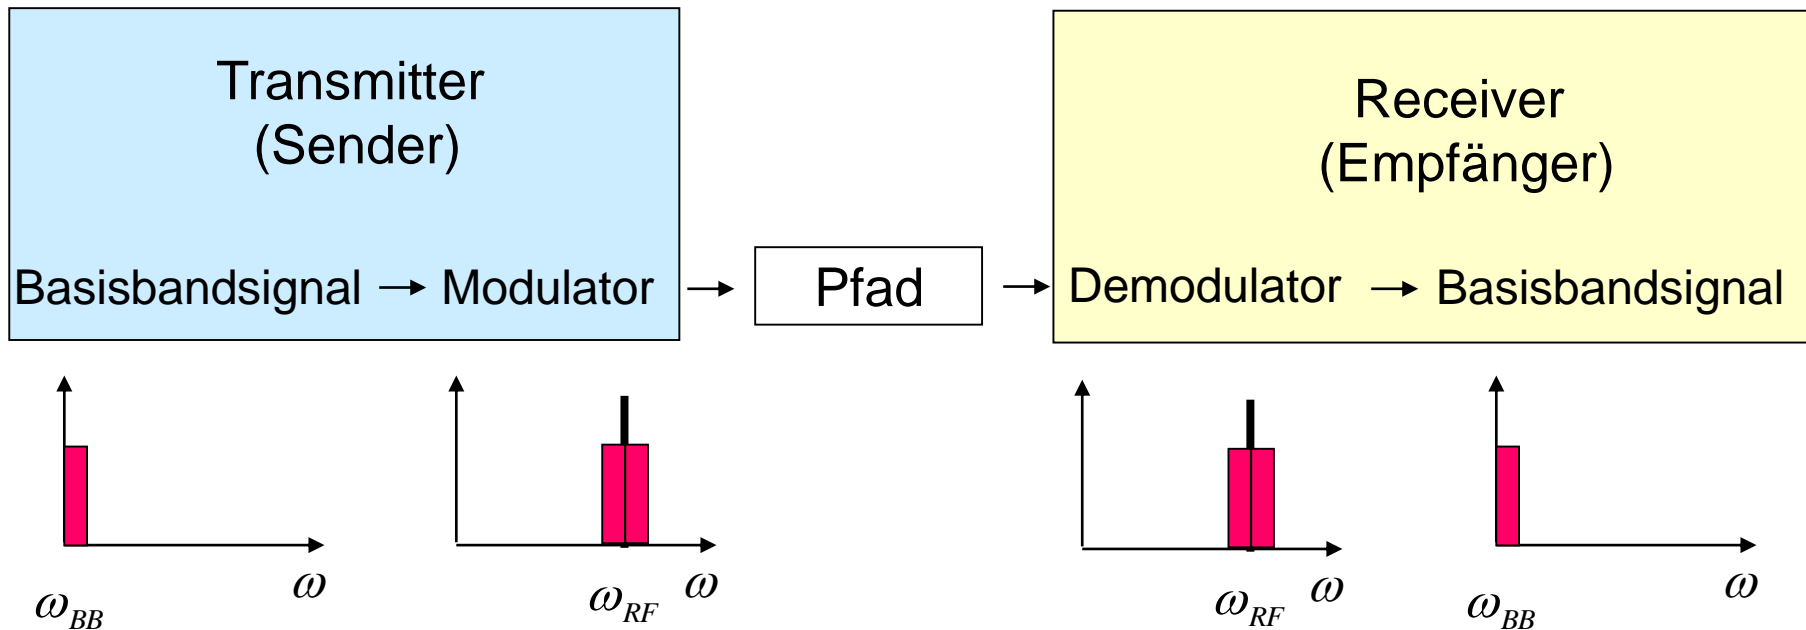 Transmitter
(Sender)
Basisbandsignal → Modulator
Pfad
Receiver
(Empfänger)
Demodulator → Basisbandsignal
ω_BB ω
ω_RF ω
ω_RF ω
ω_BB ω